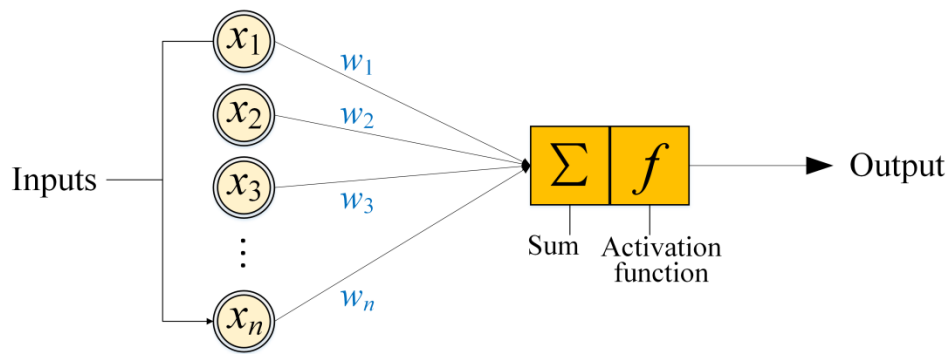 x₁
w₁
x₂
w₂
Inputs
x₃
w₃
⋮
xₙ
wₙ
Σ
f
Output
Sum
Activation
function